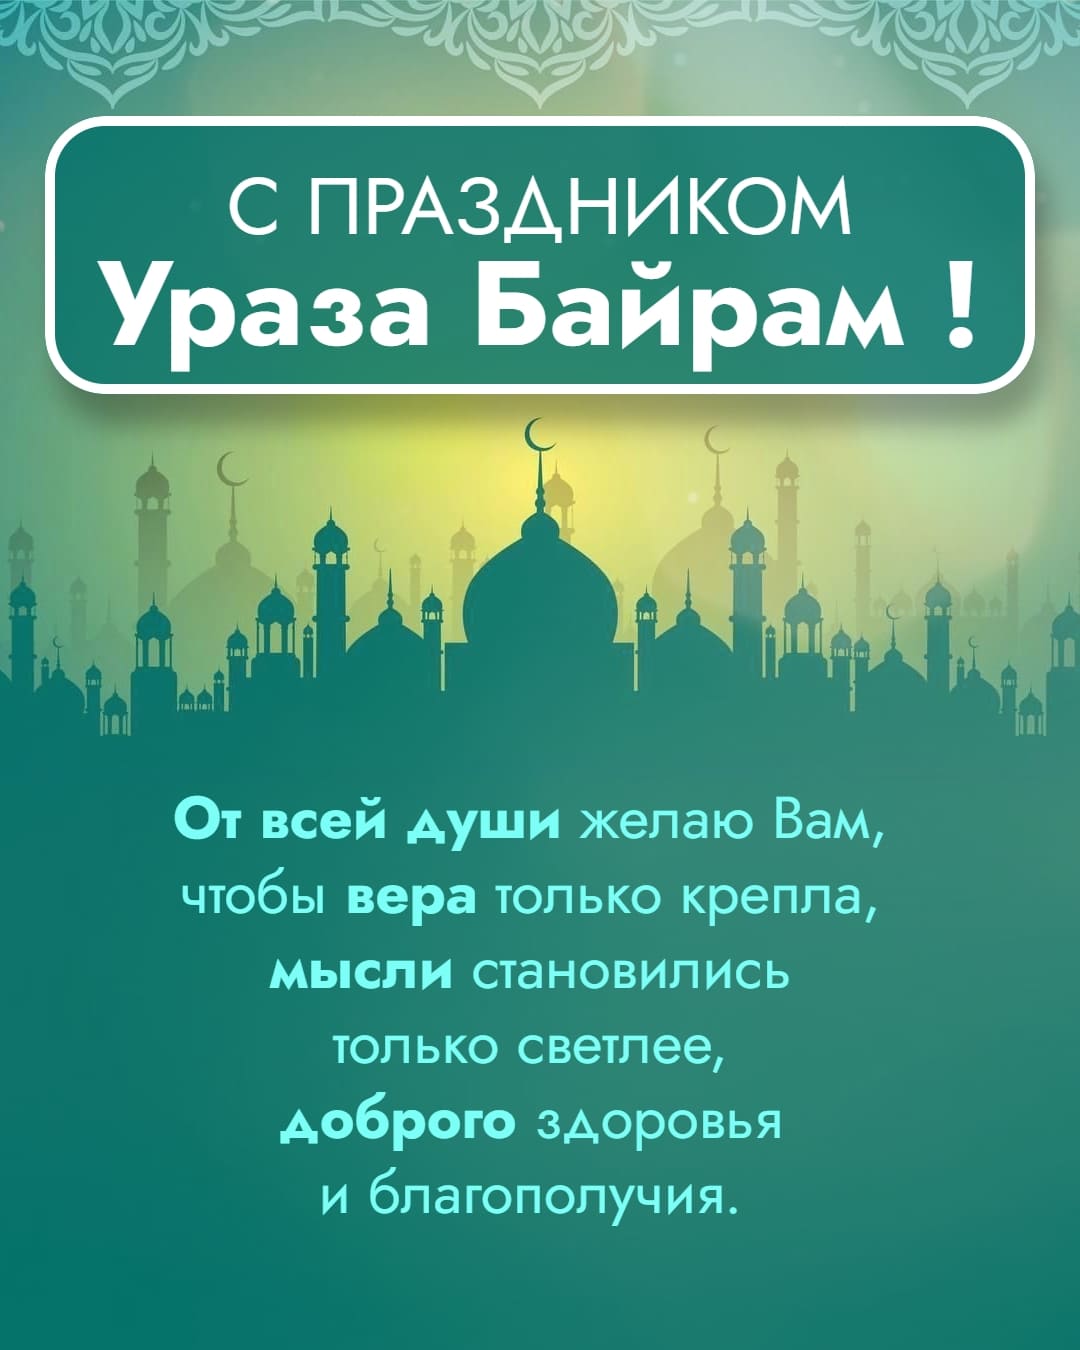 С ПРАЗДНИКОМ
Ураза Байрам !
От всей души желаю Вам,
чтобы вера только крепла,
мысли становились
только светлее,
доброго здоровья
и благополучия.